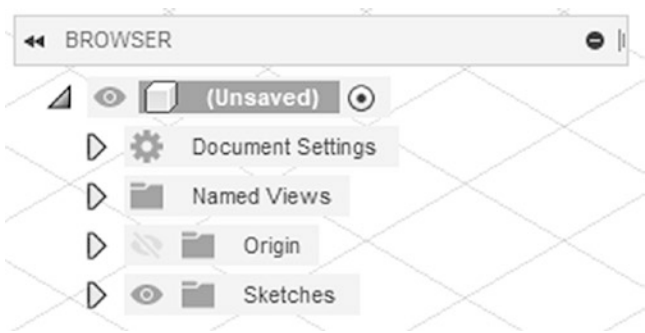 BROWSER
(Unsaved)
Document Settings
Named Views
Origin
Sketches